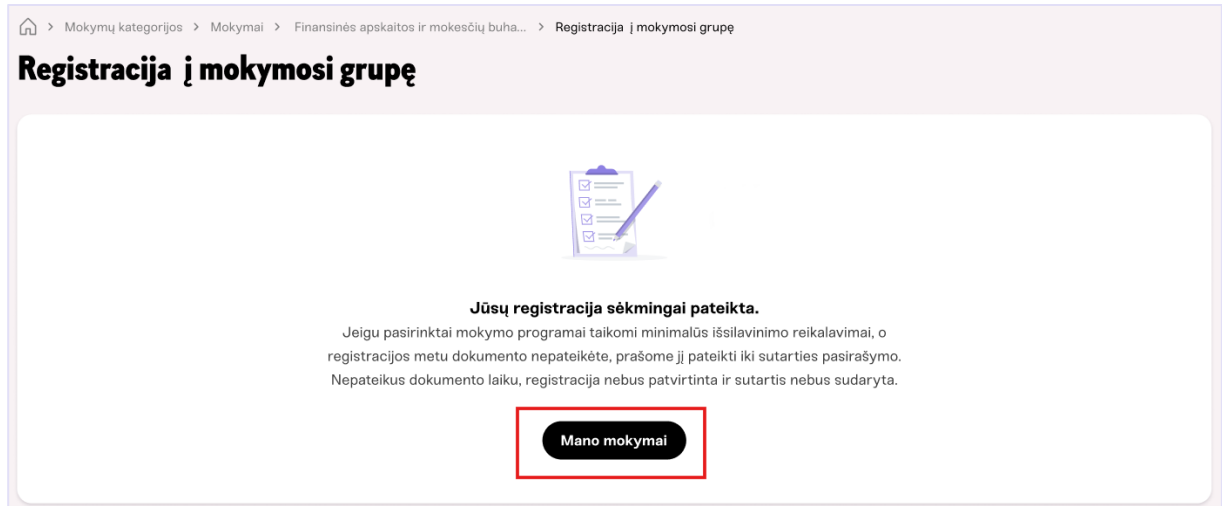 > Mokymų kategorijos > Mokymai > Finansinės apskaitos ir mokesčių buha... > Registracija į mokymosi grupę
Registracija į mokymosi grupę
Jūsų registracija sėkmingai pateikta.
Jeigu pasirinktai mokymo programai taikomi minimalūs išsilavinimo reikalavimai, o
registracijos metu dokumento nepateikėte, prašome jį pateikti iki sutarties pasirašymo.
Nepateikus dokumento laiku, registracija nebus patvirtinta ir sutartis nebus sudaryta.
Mano mokymai